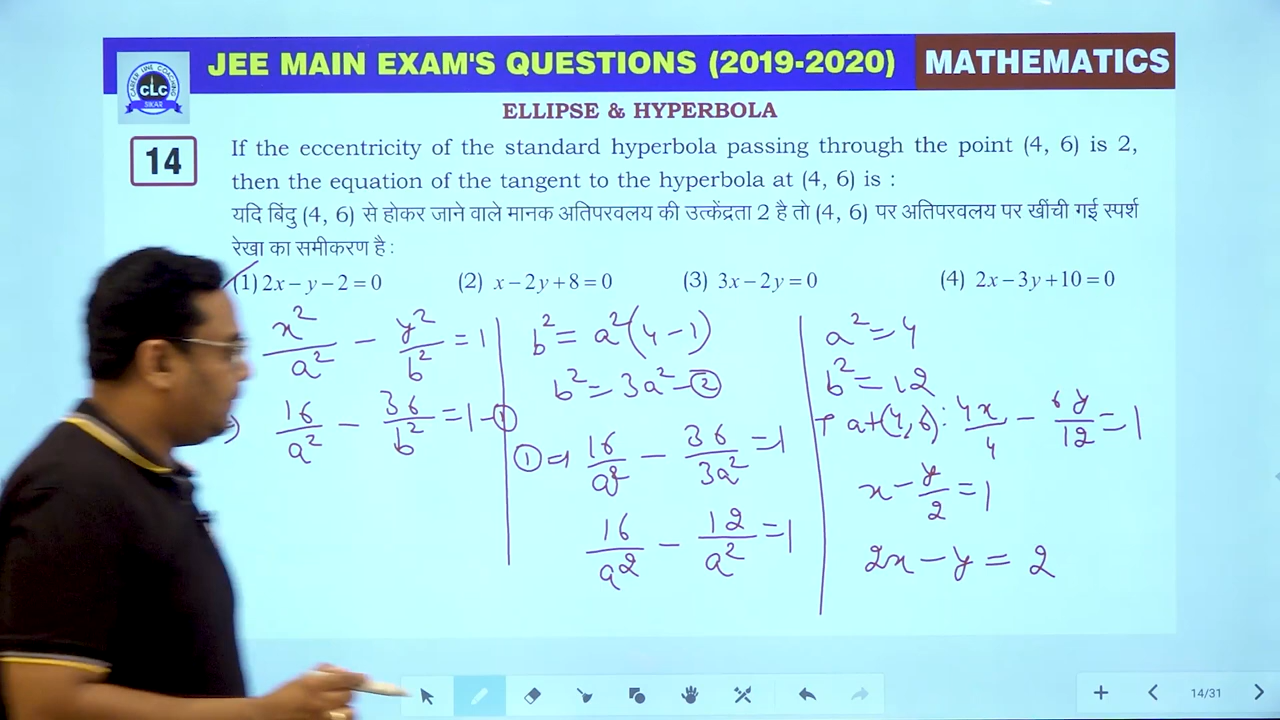 JEE MAIN EXAM'S QUESTIONS (2019-2020) MATHEMATICS
CAREER LINE COACHING
CLC
SIKAR
ELLIPSE & HYPERBOLA
14
If the eccentricity of the standard hyperbola passing through the point (4, 6) is 2,
then the equation of the tangent to the hyperbola at (4, 6) is :
यदि बिंदु (4, 6) से होकर जाने वाले मानक अतिपरवलय की उत्केंद्रता 2 है तो (4, 6) पर अतिपरवलय पर खींची गई स्पर्श
रेखा का समीकरण है :
(1) 2x – y – 2 = 0 (2) x – 2y + 8 = 0 (3) 3x – 2y = 0 (4) 2x – 3y + 10 = 0
x²/a² – y²/b² = 1
16/a² – 36/b² = 1 – ①
b² = a²(4 – 1)
b² = 3a² – ②
① ⇒ 16/a² – 36/3a² = 1
16/a² – 12/a² = 1
a² = 4
b² = 12
T at (4,6) : 4x/4 – 6y/12 = 1
x – y/2 = 1
2x – y = 2
14/31